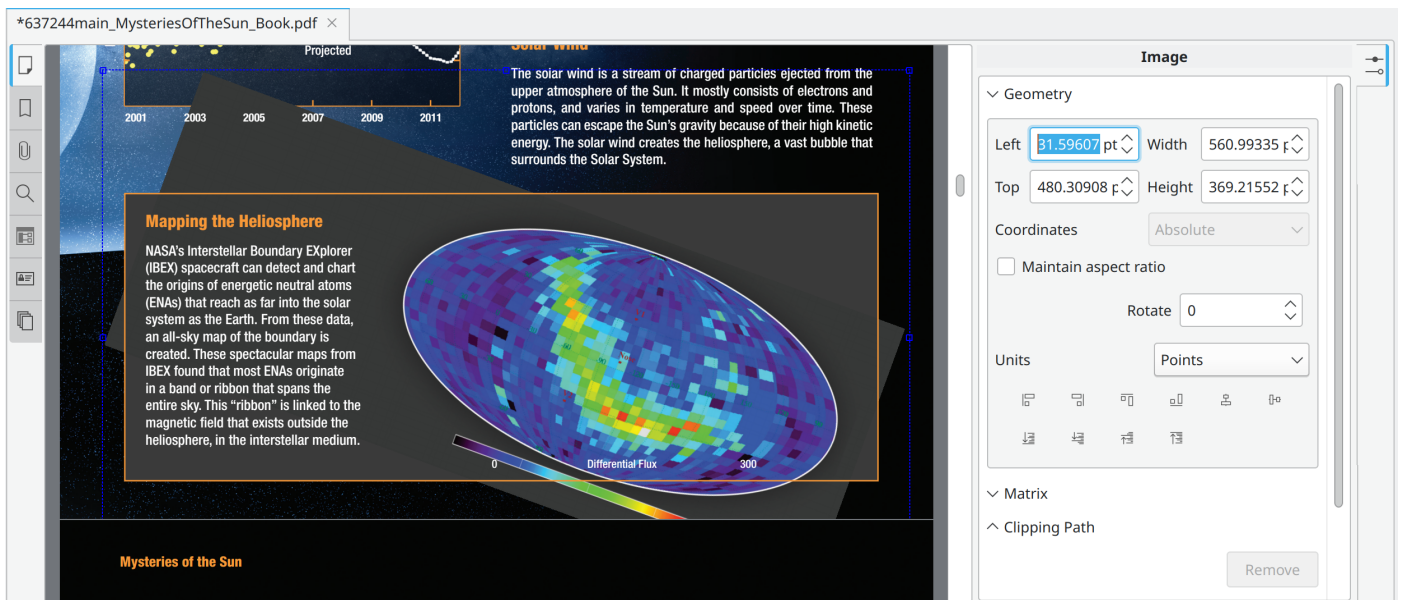 *637244main_MysteriesOfTheSun_Book.pdf
Projected
2001 2003 2005 2007 2009 2011
Solar Wind
The solar wind is a stream of charged particles ejected from the
upper atmosphere of the Sun. It mostly consists of electrons and
protons, and varies in temperature and speed over time. These
particles can escape the Sun's gravity because of their high kinetic
energy. The solar wind creates the heliosphere, a vast bubble that
surrounds the Solar System.
Mapping the Heliosphere
NASA's Interstellar Boundary EXplorer
(IBEX) spacecraft can detect and chart
the origins of energetic neutral atoms
(ENAs) that reach as far into the solar
system as the Earth. From these data,
an all-sky map of the boundary is
created. These spectacular maps from
IBEX found that most ENAs originate
in a band or ribbon that spans the
entire sky. This “ribbon” is linked to the
magnetic field that exists outside the
heliosphere, in the interstellar medium.
0 Differential Flux 300
Mysteries of the Sun
Image
Geometry
Left 31.59607 pt Width 560.99335 p
Top 480.30908 p Height 369.21552 p
Coordinates Absolute
Maintain aspect ratio
Rotate 0
Units Points
Matrix
Clipping Path
Remove